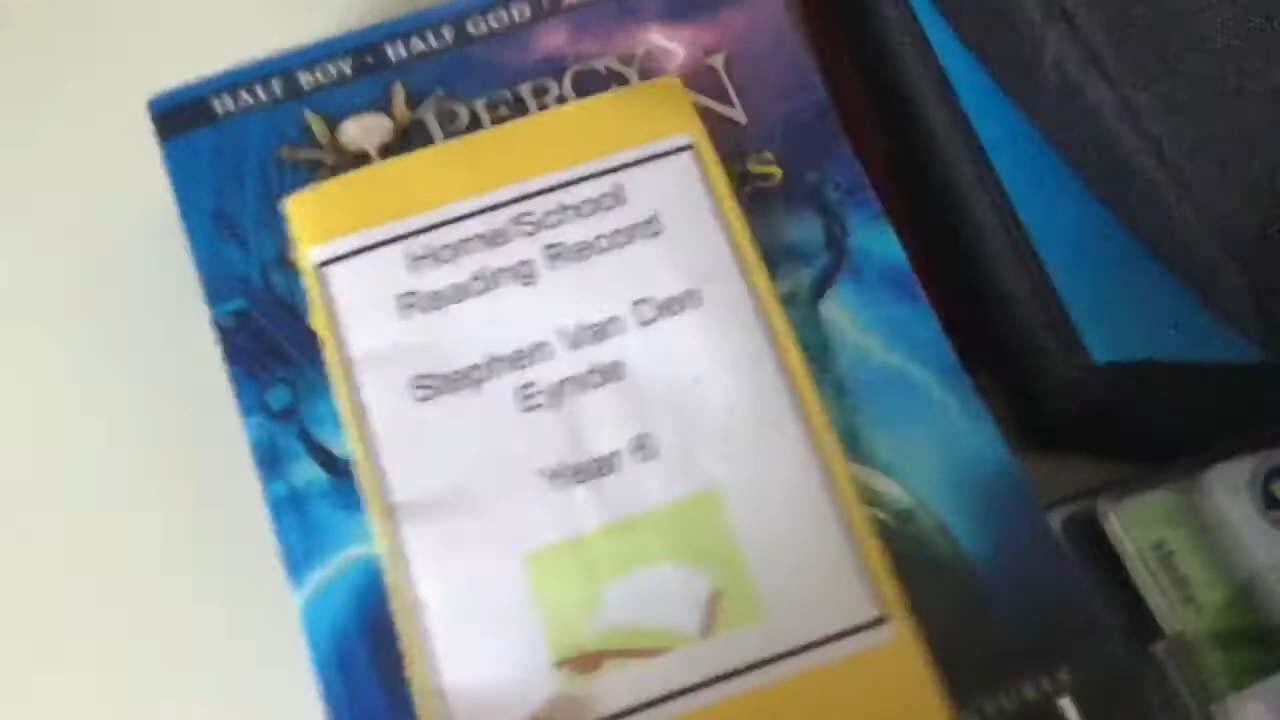 HALF BOY · HALF GOD
PERCY
Home/School
Reading Record
Stephen Van Den
Eynde
Year 6